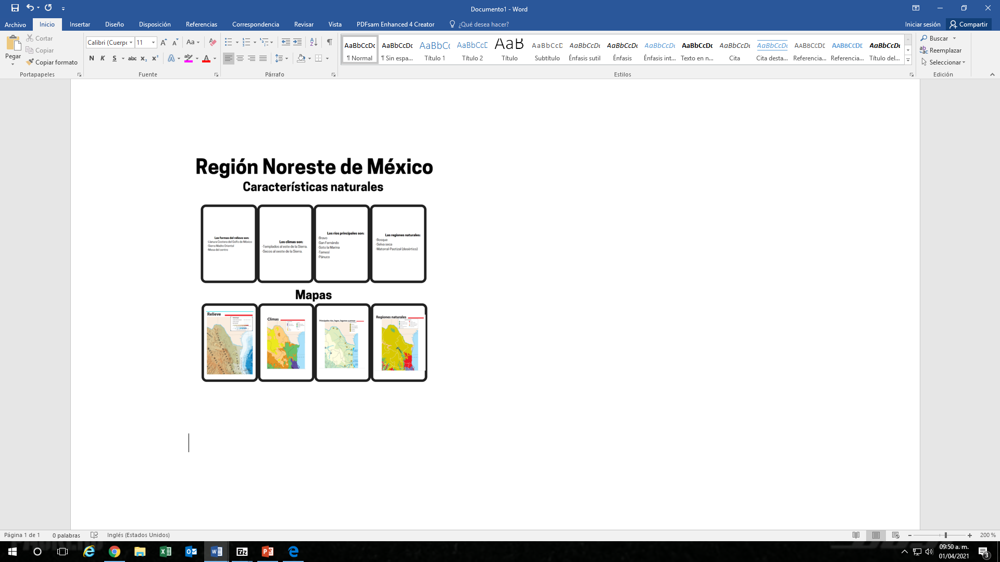 Documento1 - Word
Archivo Inicio Insertar Diseño Disposición Referencias Correspondencia Revisar Vista PDFsam Enhanced 4 Creator ¿Qué desea hacer? Iniciar sesión Compartir
Pegar
Cortar
Copiar
Copiar formato
Portapapeles
Calibri (Cuerpo 11
Fuente
Párrafo
AaBbCcDc AaBbCcDc AaBbCc AaBbCcD AaB AaBbCcD AaBbCcDc AaBbCcDc AaBbCcDc AaBbCcDc AaBbCcDc AaBbCcDc AABBCCDD AABBCCDD AaBbCcDc
¶ Normal ¶ Sin espa... Título 1 Título 2 Título Subtítulo Énfasis sutil Énfasis Énfasis int... Texto en n... Cita Cita desta... Referencia... Referencia... Título del...
Estilos
Buscar
Reemplazar
Seleccionar
Edición
Región Noreste de México
Características naturales
Las formas del relieve son:
-Llanura Costera del Golfo de México
-Sierra Madre Oriental
-Mesa del centro
Los climas son:
-Templados al este de la Sierra.
-Secos al oeste de la Sierra.
Los ríos principales son:
-Bravo
-San Fernándo
-Soto la Marina
-Tamesí
-Pánuco
Las regiones naturales:
-Bosque
-Selva seca
-Matorral-Pastizal (desértico)
Mapas
Relieve
Climas
Principales ríos, lagos, lagunas y presas
Regiones naturales
Página 1 de 1 0 palabras Inglés (Estados Unidos) 200 %
09:50 a. m.
01/04/2021
3